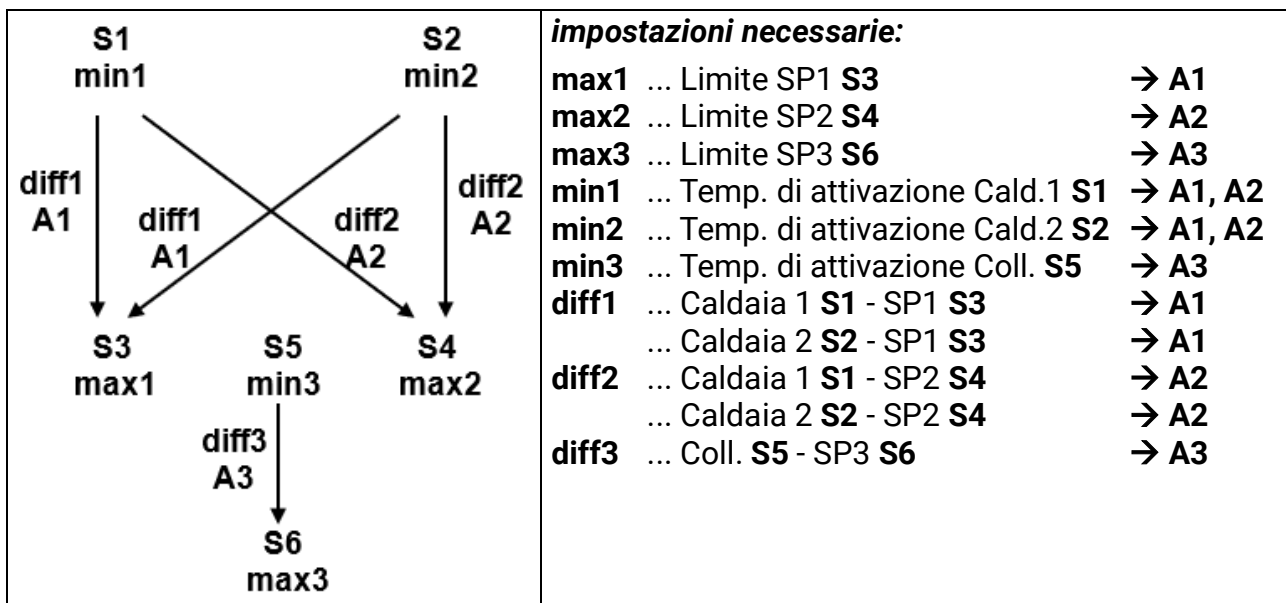 S1 S2
min1 min2
diff1 diff2
A1 diff1 diff2 A2
A1 A2
S3 S5 S4
max1 min3 max2
diff3
A3
S6
max3
impostazioni necessarie:
max1 ... Limite SP1 S3 → A1
max2 ... Limite SP2 S4 → A2
max3 ... Limite SP3 S6 → A3
min1 ... Temp. di attivazione Cald.1 S1 → A1, A2
min2 ... Temp. di attivazione Cald.2 S2 → A1, A2
min3 ... Temp. di attivazione Coll. S5 → A3
diff1 ... Caldaia 1 S1 - SP1 S3 → A1
... Caldaia 2 S2 - SP1 S3 → A1
diff2 ... Caldaia 1 S1 - SP2 S4 → A2
... Caldaia 2 S2 - SP2 S4 → A2
diff3 ... Coll. S5 - SP3 S6 → A3